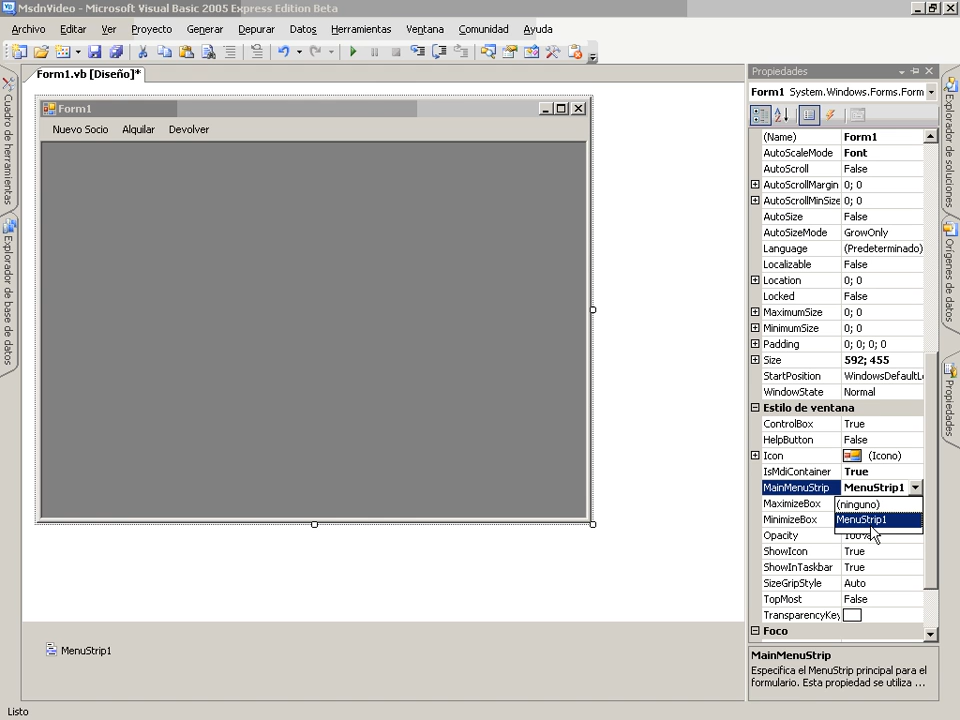 MsdnVideo - Microsoft Visual Basic 2005 Express Edition Beta
Archivo Editar Ver Proyecto Generar Depurar Datos Herramientas Ventana Comunidad Ayuda
Form1.vb [Diseño]*
Cuadro de herramientas
Explorador de base de datos
Form1
Nuevo Socio Alquilar Devolver
MenuStrip1
Propiedades
Form1 System.Windows.Forms.Form
(Name) Form1
AutoScaleMode Font
AutoScroll False
AutoScrollMargin 0; 0
AutoScrollMinSize 0; 0
AutoSize False
AutoSizeMode GrowOnly
Language (Predeterminado)
Localizable False
Location 0; 0
Locked False
MaximumSize 0; 0
MinimumSize 0; 0
Padding 0; 0; 0; 0
Size 592; 455
StartPosition WindowsDefaultL
WindowState Normal
Estilo de ventana
ControlBox True
HelpButton False
Icon (Icono)
IsMdiContainer True
MainMenuStrip MenuStrip1
MaximizeBox (ninguno)
MinimizeBox MenuStrip1
Opacity 100%
ShowIcon True
ShowInTaskbar True
SizeGripStyle Auto
TopMost False
TransparencyKey
Foco
MainMenuStrip
Especifica el MenuStrip principal para el
formulario. Esta propiedad se utiliza ...
Explorador de soluciones
Orígenes de datos
Propiedades
Listo